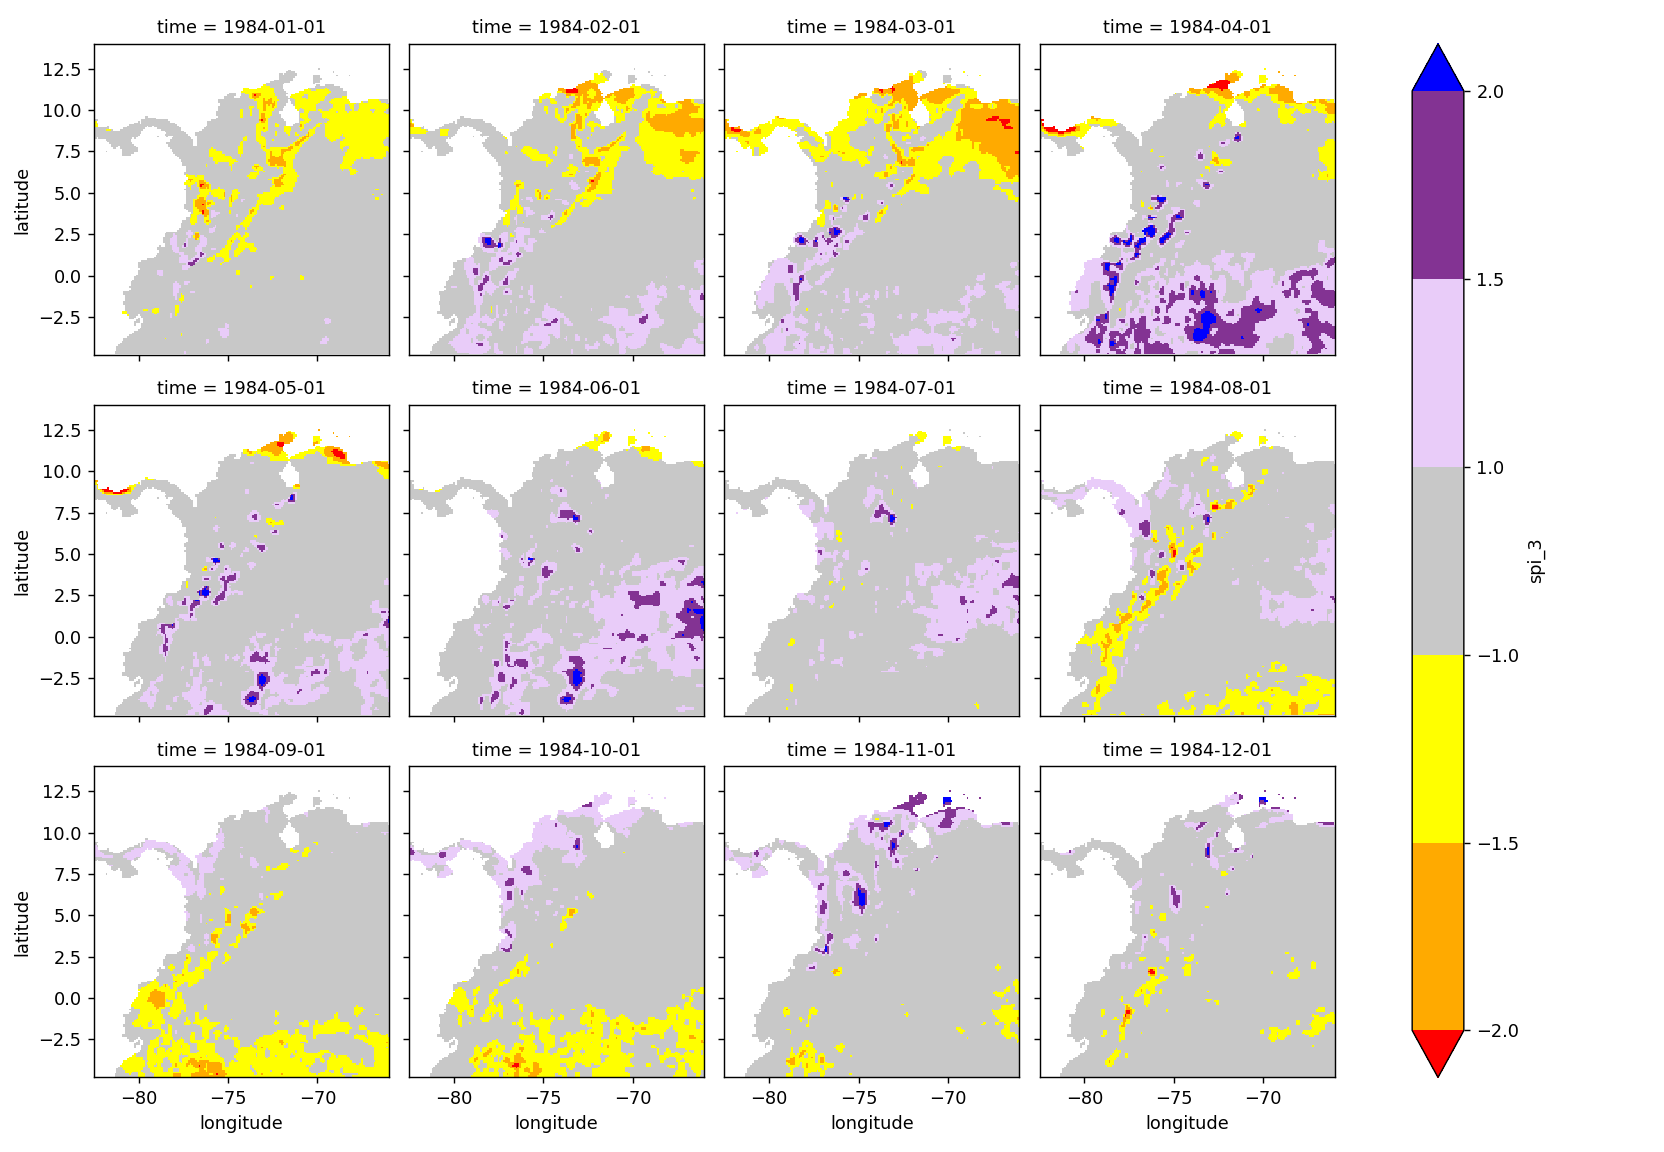 time = 1984-01-01
time = 1984-02-01
time = 1984-03-01
time = 1984-04-01
12.5
10.0
7.5
5.0
2.5
0.0
−2.5
latitude
time = 1984-05-01
time = 1984-06-01
time = 1984-07-01
time = 1984-08-01
12.5
10.0
7.5
5.0
2.5
0.0
−2.5
latitude
time = 1984-09-01
time = 1984-10-01
time = 1984-11-01
time = 1984-12-01
12.5
10.0
7.5
5.0
2.5
0.0
−2.5
latitude
−80 −75 −70
longitude
−80 −75 −70
longitude
−80 −75 −70
longitude
−80 −75 −70
longitude
2.0
1.5
1.0
−1.0
−1.5
−2.0
spi_3